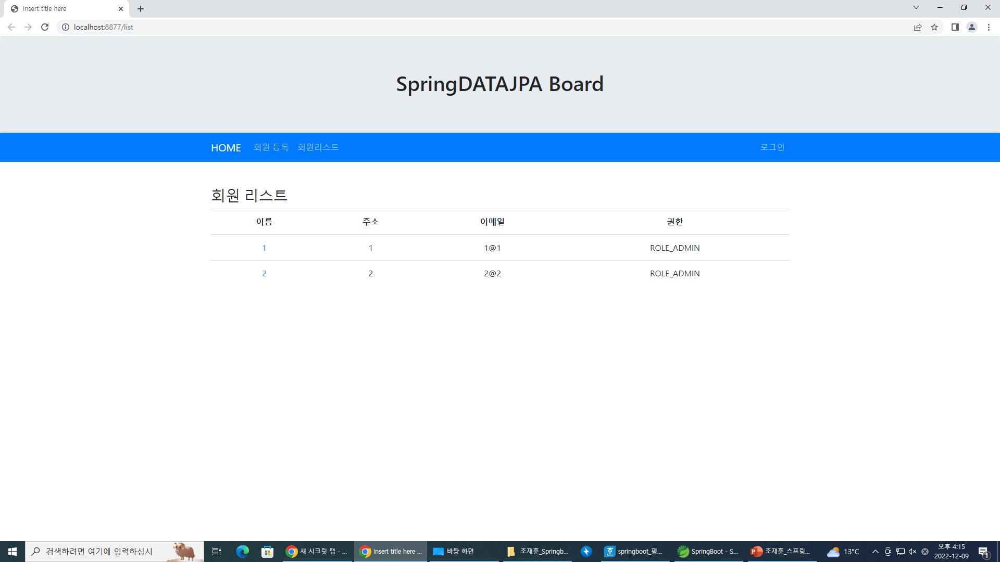 Insert title here
localhost:8877/list
SpringDATAJPA Board
HOME 회원 등록 회원리스트 로그인
회원 리스트
이름 주소 이메일 권한
1 1 1@1 ROLE_ADMIN
2 2 2@2 ROLE_ADMIN
검색하려면 여기에 입력하십시 새 시크릿 탭 - ... Insert title here ... 바탕 화면 조재훈_Springb... springboot_평... SpringBoot - S... 조재훈_스프링... 13°C 오후 4:15
2022-12-09 1